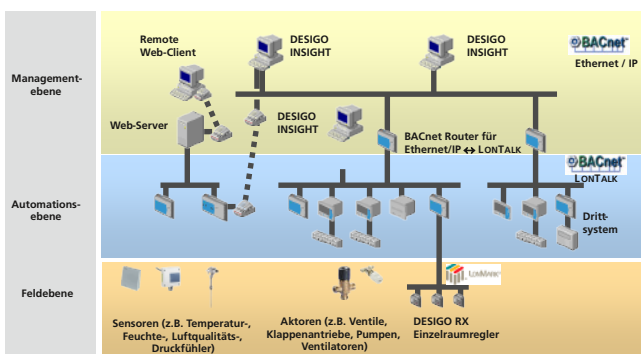 Management-
ebene
Remote
Web-Client
DESIGO
INSIGHT
DESIGO
INSIGHT
BACnet
Ethernet / IP
Web-Server
DESIGO
INSIGHT
BACnet Router für
Ethernet/IP ↔ LONTALK
Automations-
ebene
BACnet
LONTALK
Dritt-
system
Feldebene
LONMARK
Sensoren (z.B. Temperatur-,
Feuchte-, Luftqualitäts-,
Druckfühler)
Aktoren (z.B. Ventile,
Klappenantriebe, Pumpen,
Ventilatoren)
DESIGO RX
Einzelraumregler